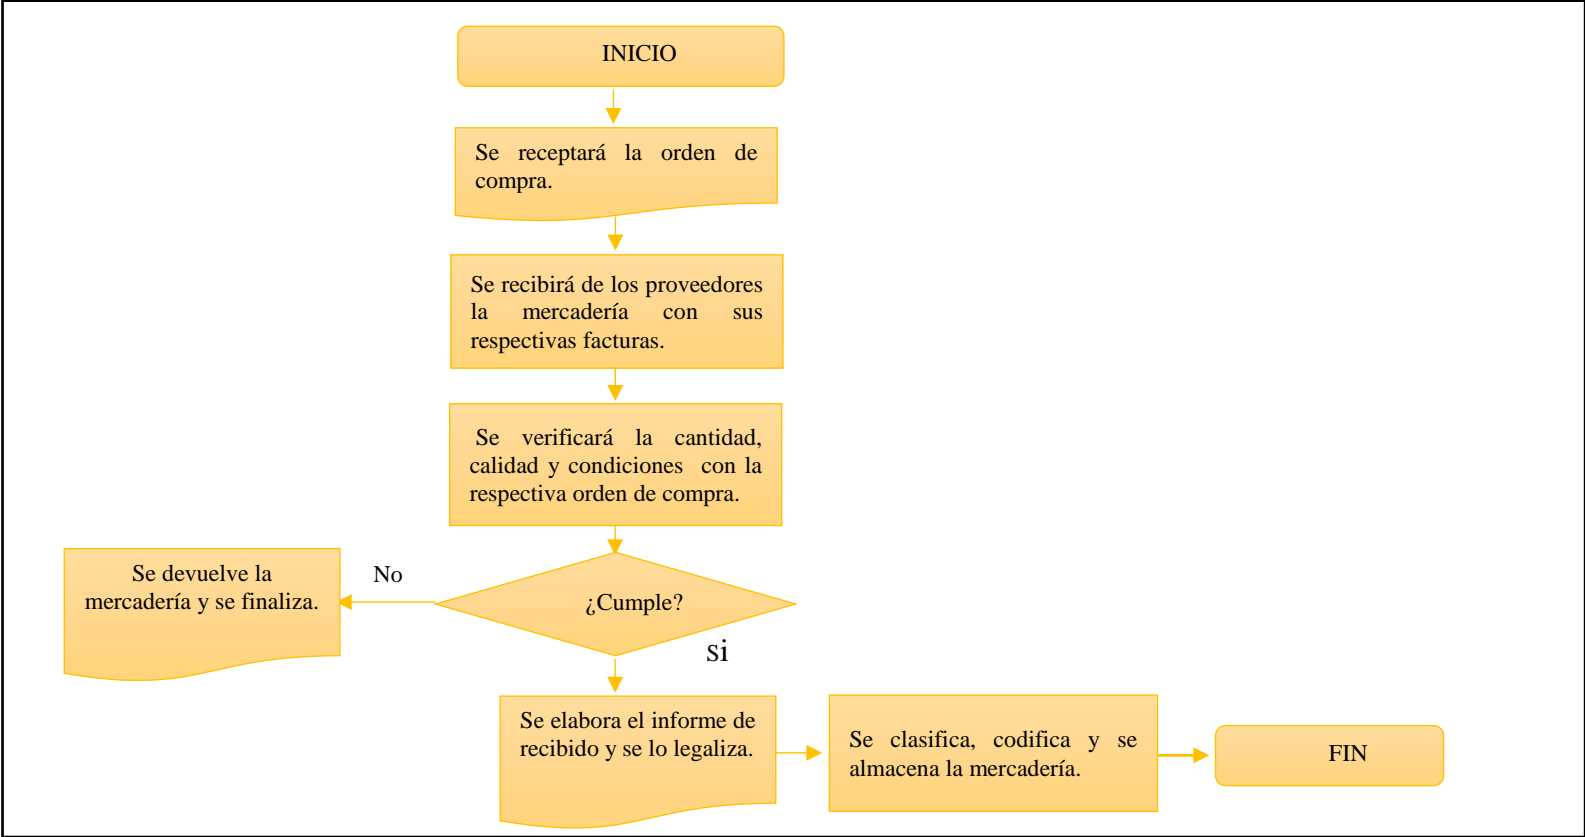 INICIO
Se receptará la orden de
compra.
Se recibirá de los proveedores
la mercadería con sus
respectivas facturas.
Se verificará la cantidad,
calidad y condiciones con la
respectiva orden de compra.
Se devuelve la
mercadería y se finaliza.
No
¿Cumple?
Si
Se elabora el informe de
recibido y se lo legaliza.
Se clasifica, codifica y se
almacena la mercadería.
FIN